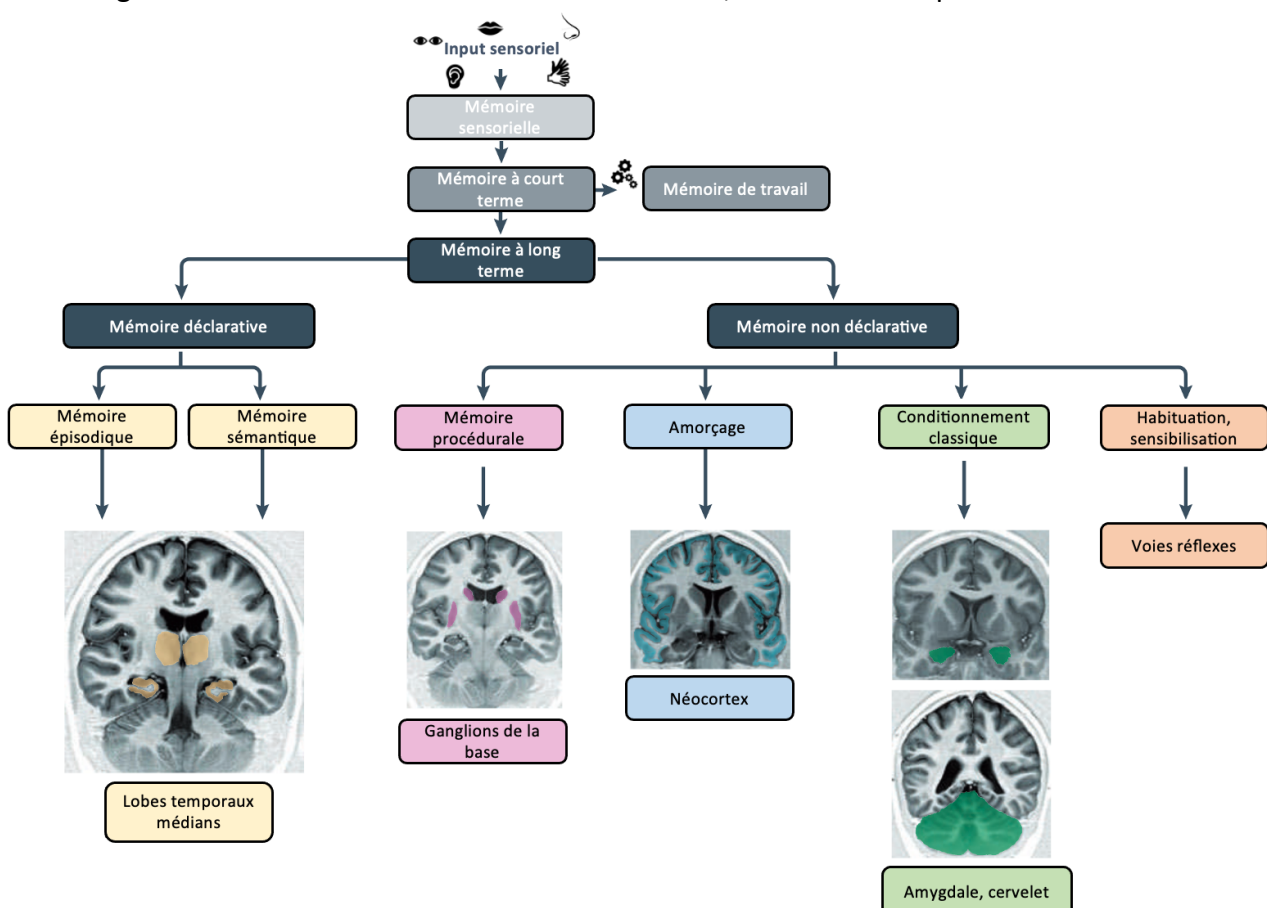 Input sensoriel
Mémoire
sensorielle
Mémoire à court
terme
Mémoire de travail
Mémoire à long
terme
Mémoire déclarative
Mémoire non déclarative
Mémoire
épisodique
Mémoire
sémantique
Mémoire
procédurale
Amorçage
Conditionnement
classique
Habituation,
sensibilisation
Voies réflexes
Néocortex
Ganglions de la
base
Lobes temporaux
médians
Amygdale, cervelet